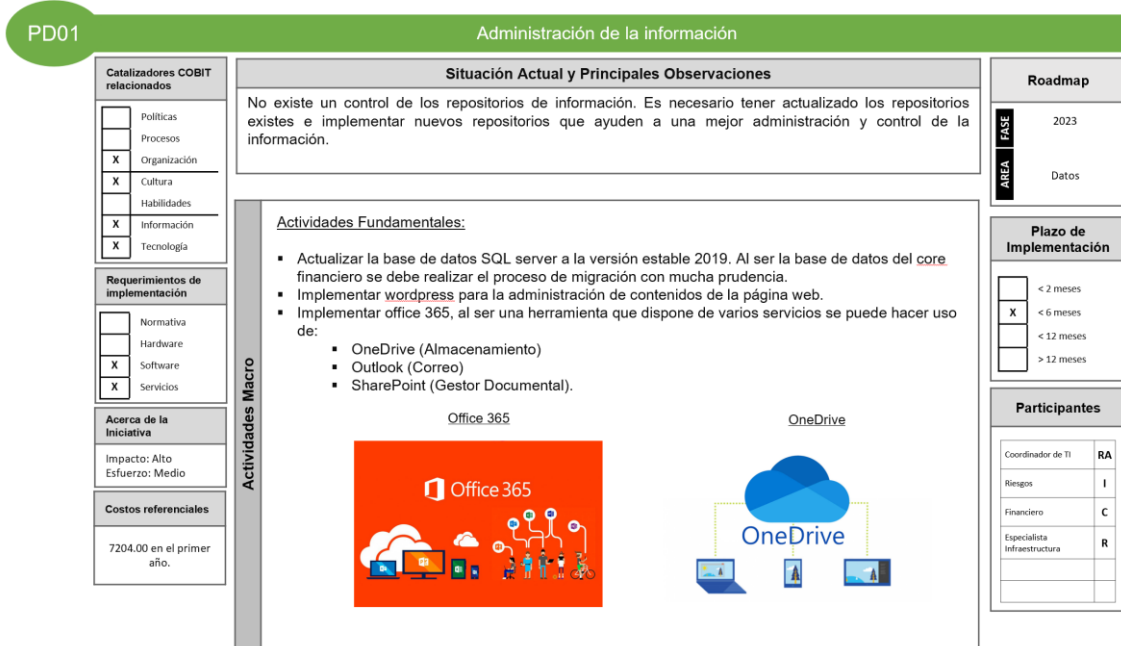 PD01
Administración de la información
Catalizadores COBIT
relacionados
Políticas
Procesos
X Organización
X Cultura
Habilidades
X Información
X Tecnología
Requerimientos de
implementación
Normativa
Hardware
X Software
X Servicios
Acerca de la
Iniciativa
Impacto: Alto
Esfuerzo: Medio
Costos referenciales
7204.00 en el primer
año.
Situación Actual y Principales Observaciones
No existe un control de los repositorios de información. Es necesario tener actualizado los repositorios
existes e implementar nuevos repositorios que ayuden a una mejor administración y control de la
información.
Actividades Macro
Actividades Fundamentales:
▪ Actualizar la base de datos SQL server a la versión estable 2019. Al ser la base de datos del core
financiero se debe realizar el proceso de migración con mucha prudencia.
▪ Implementar wordpress para la administración de contenidos de la página web.
▪ Implementar office 365, al ser una herramienta que dispone de varios servicios se puede hacer uso
de:
▪ OneDrive (Almacenamiento)
▪ Outlook (Correo)
▪ SharePoint (Gestor Documental).
Office 365
OneDrive
Office 365
OneDrive
Roadmap
FASE
2023
AREA
Datos
Plazo de
Implementación
< 2 meses
X < 6 meses
< 12 meses
> 12 meses
Participantes
Coordinador de TI RA
Riesgos I
Financiero C
Especialista
Infraestructura R